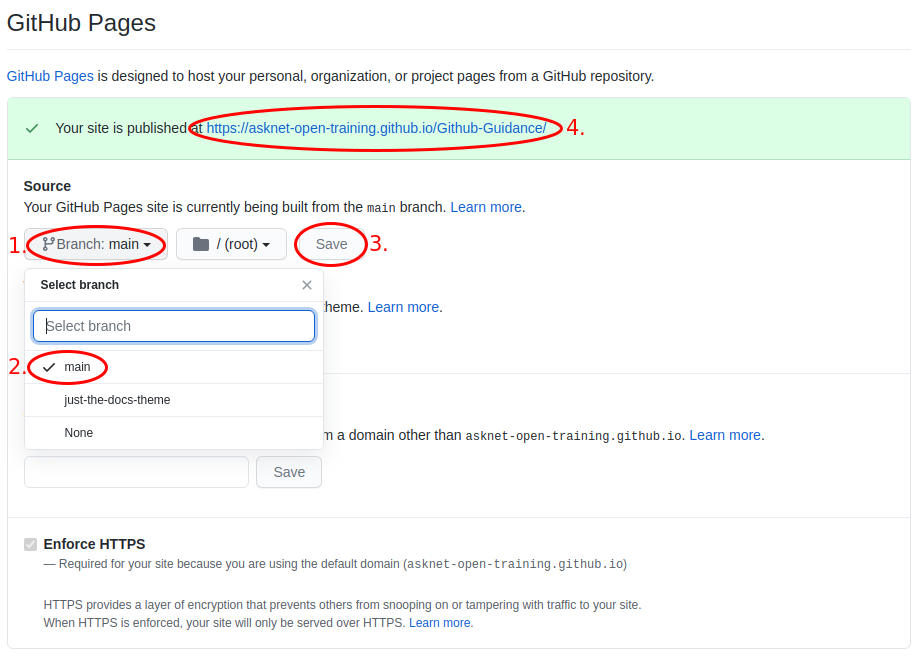 GitHub Pages
GitHub Pages is designed to host your personal, organization, or project pages from a GitHub repository.
Your site is published at https://asknet-open-training.github.io/Github-Guidance/ 4.
Source
Your GitHub Pages site is currently being built from the main branch. Learn more.
1. Branch: main / (root) Save 3.
Select branch
heme. Learn more.
Select branch
2. main
just-the-docs-theme
None
m a domain other than asknet-open-training.github.io. Learn more.
Save
Enforce HTTPS
— Required for your site because you are using the default domain (asknet-open-training.github.io)
HTTPS provides a layer of encryption that prevents others from snooping on or tampering with traffic to your site.
When HTTPS is enforced, your site will only be served over HTTPS. Learn more.